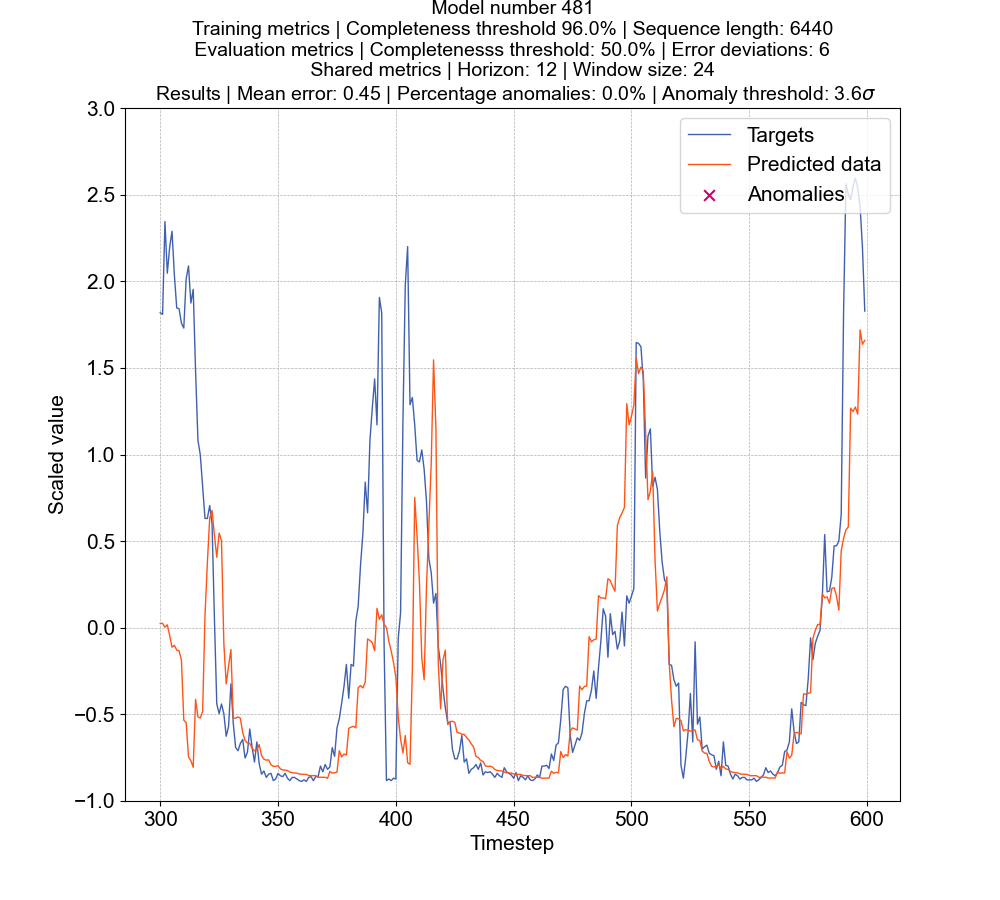 Model number 481
Training metrics | Completeness threshold 96.0% | Sequence length: 6440
Evaluation metrics | Completenesss threshold: 50.0% | Error deviations: 6
Shared metrics | Horizon: 12 | Window size: 24
Results | Mean error: 0.45 | Percentage anomalies: 0.0% | Anomaly threshold: 3.6σ
3.0
2.5
2.0
1.5
1.0
0.5
0.0
−0.5
−1.0
Scaled value
Targets
Predicted data
Anomalies
300 350 400 450 500 550 600
Timestep